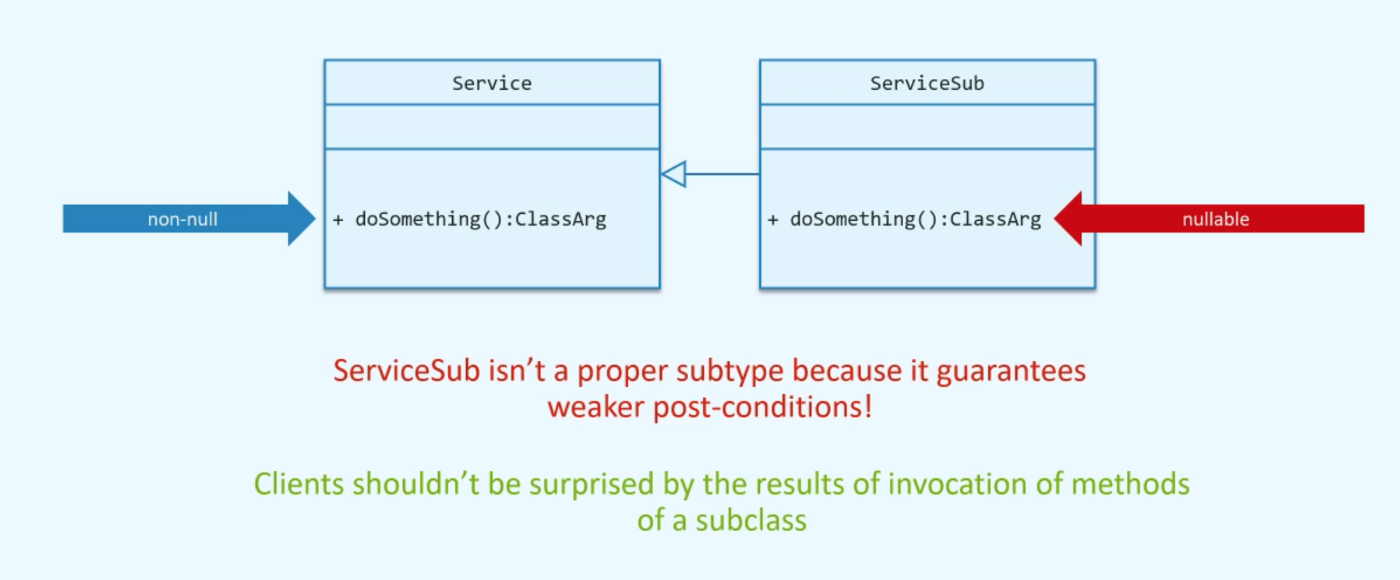 Service
ServiceSub
non-null
+ doSomething():ClassArg
+ doSomething():ClassArg
nullable
ServiceSub isn’t a proper subtype because it guarantees
weaker post-conditions!
Clients shouldn’t be surprised by the results of invocation of methods
of a subclass